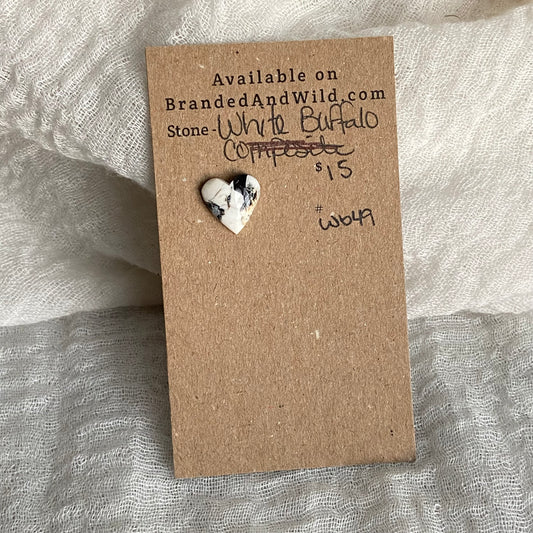 Available on
BrandedAndWild.com
Stone - White Buffalo
composite
$15
#
wb49